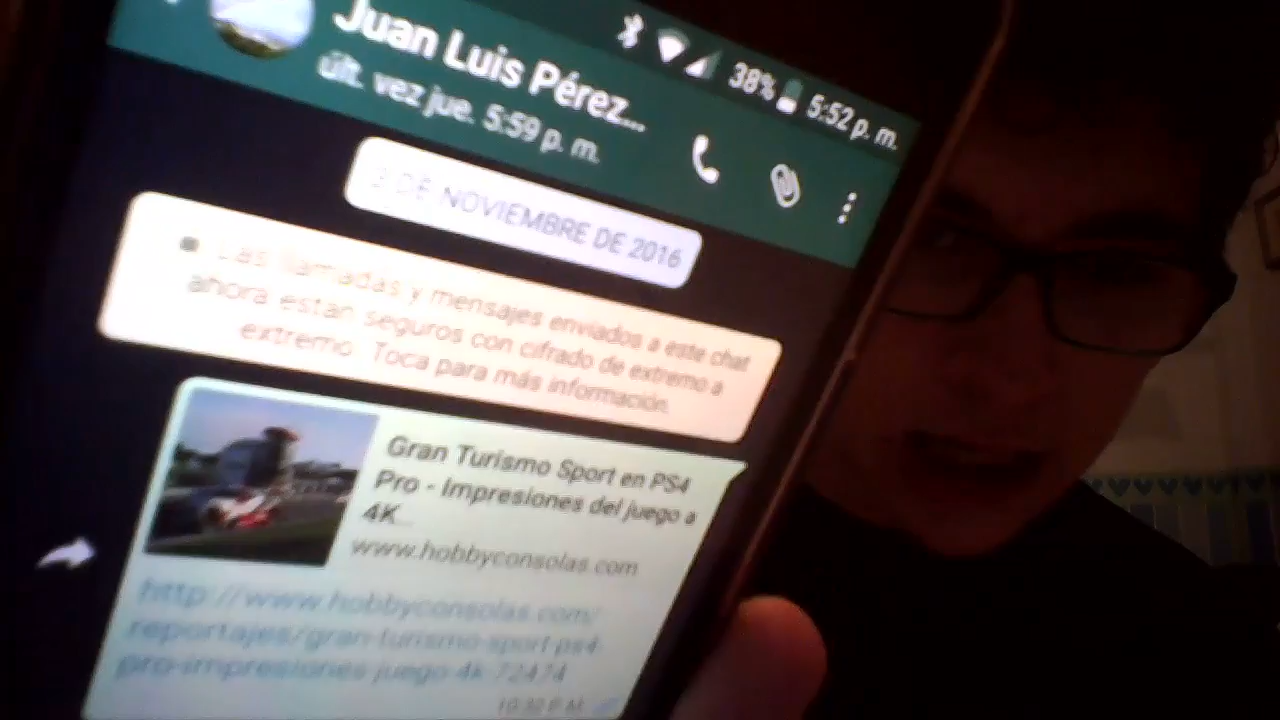 38% 5:52 p. m.
Juan Luis Pérez...
últ. vez jue. 5:59 p. m.
DE NOVIEMBRE DE 2016
Las llamadas y mensajes enviados a este chat
ahora estan seguros con cifrado de extremo a
extremo. Toca para más información.
Gran Turismo Sport en PS4
Pro - Impresiones del juego a
4K...
www.hobbyconsolas.com
http://www.hobbyconsolas.com/
reportajes/gran-turismo-sport-ps4-
pro-impresiones-juego-4k-72474